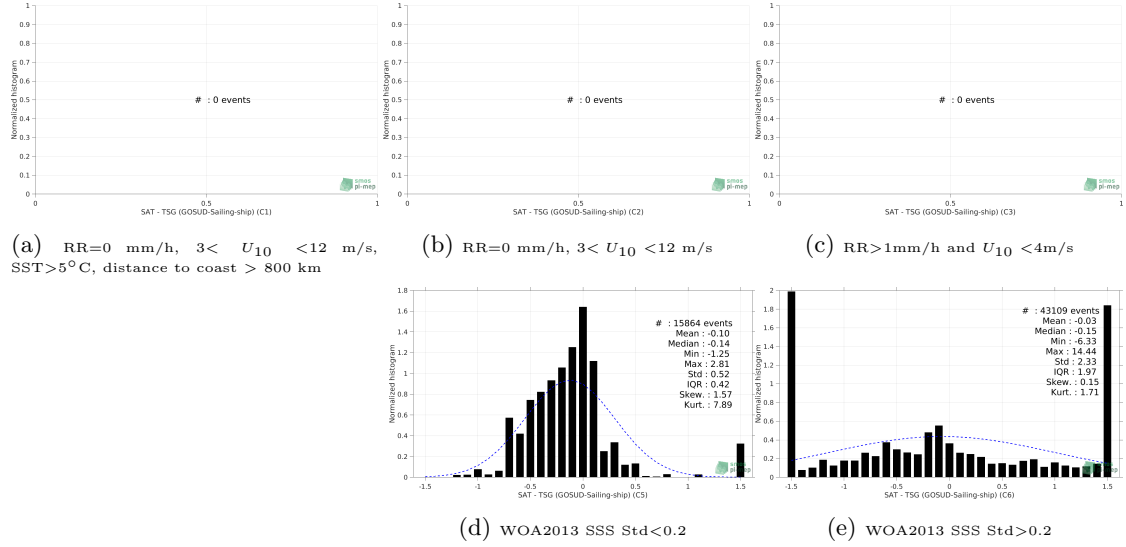 1
0.9
0.8
0.7
0.6
0.5
0.4
0.3
0.2
0.1
0
Normalized histogram
# : 0 events
smos
pi-mep
0 0.5 1
SAT - TSG (GOSUD-Sailing-ship) (C1)
(a) RR=0 mm/h, 3< U10 <12 m/s,
SST>5°C, distance to coast > 800 km
1
0.9
0.8
0.7
0.6
0.5
0.4
0.3
0.2
0.1
0
Normalized histogram
# : 0 events
smos
pi-mep
0 0.5 1
SAT - TSG (GOSUD-Sailing-ship) (C2)
(b) RR=0 mm/h, 3< U10 <12 m/s
1
0.9
0.8
0.7
0.6
0.5
0.4
0.3
0.2
0.1
0
Normalized histogram
# : 0 events
smos
pi-mep
0 0.5 1
SAT - TSG (GOSUD-Sailing-ship) (C3)
(c) RR>1mm/h and U10 <4m/s
1.8
1.6
1.4
1.2
1
0.8
0.6
0.4
0.2
0
Normalized histogram
# : 15864 events
Mean : -0.10
Median : -0.14
Min : -1.25
Max : 2.81
Std : 0.52
IQR : 0.42
Skew. : 1.57
Kurt. : 7.89
smos
pi-mep
-1.5 -1 -0.5 0 0.5 1 1.5
SAT - TSG (GOSUD-Sailing-ship) (C5)
(d) WOA2013 SSS Std<0.2
2
1.8
1.6
1.4
1.2
1
0.8
0.6
0.4
0.2
0
Normalized histogram
# : 43109 events
Mean : -0.03
Median : -0.15
Min : -6.33
Max : 14.44
Std : 2.33
IQR : 1.97
Skew. : 0.15
Kurt. : 1.71
smos
pi-mep
-1.5 -1 -0.5 0 0.5 1 1.5
SAT - TSG (GOSUD-Sailing-ship) (C6)
(e) WOA2013 SSS Std>0.2